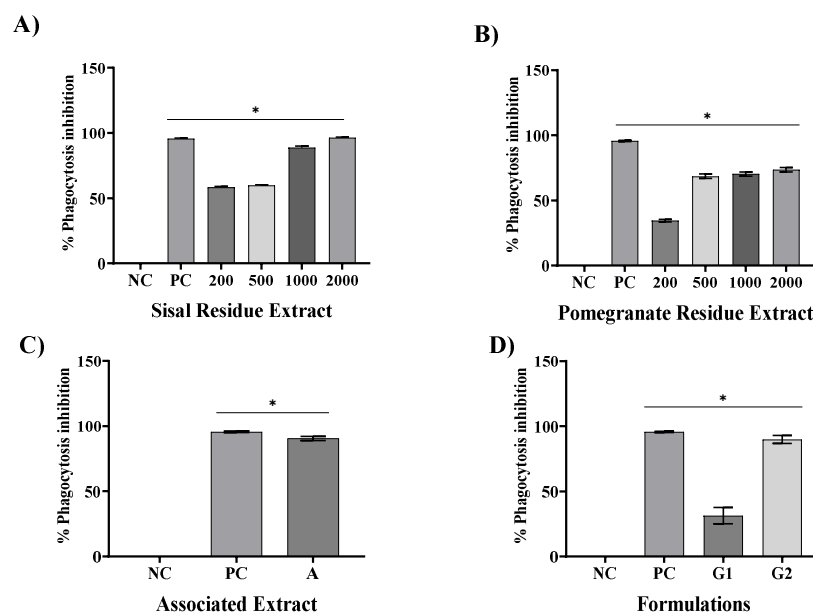 A)
% Phagocytosis inhibition
150
100
50
0
*
NC PC 200 500 1000 2000
Sisal Residue Extract
B)
% Phagocytosis inhibition
150
100
50
0
*
NC PC 200 500 1000 2000
Pomegranate Residue Extract
C)
% Phagocytosis inhibition
150
100
50
0
*
NC PC A
Associated Extract
D)
% Phagocytosis inhibition
150
100
50
0
*
NC PC G1 G2
Formulations